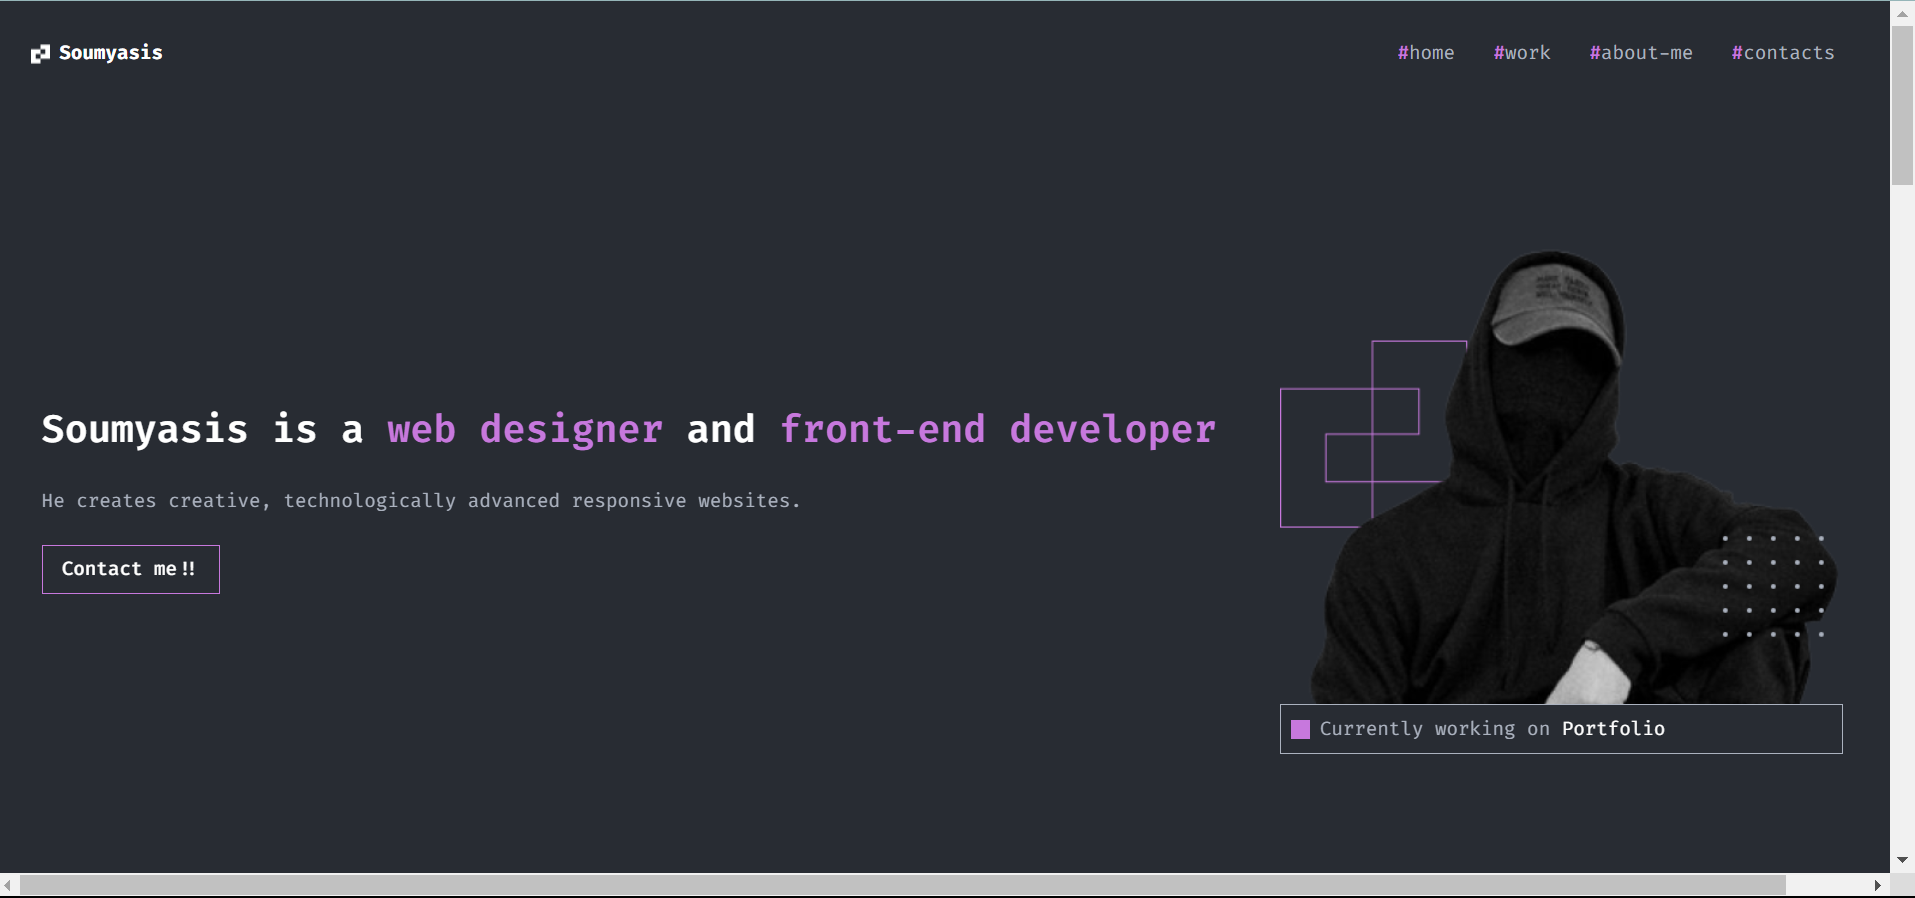 Soumyasis
#home #work #about-me #contacts
Soumyasis is a web designer and front-end developer
He creates creative, technologically advanced responsive websites.
Contact me!!
Currently working on Portfolio